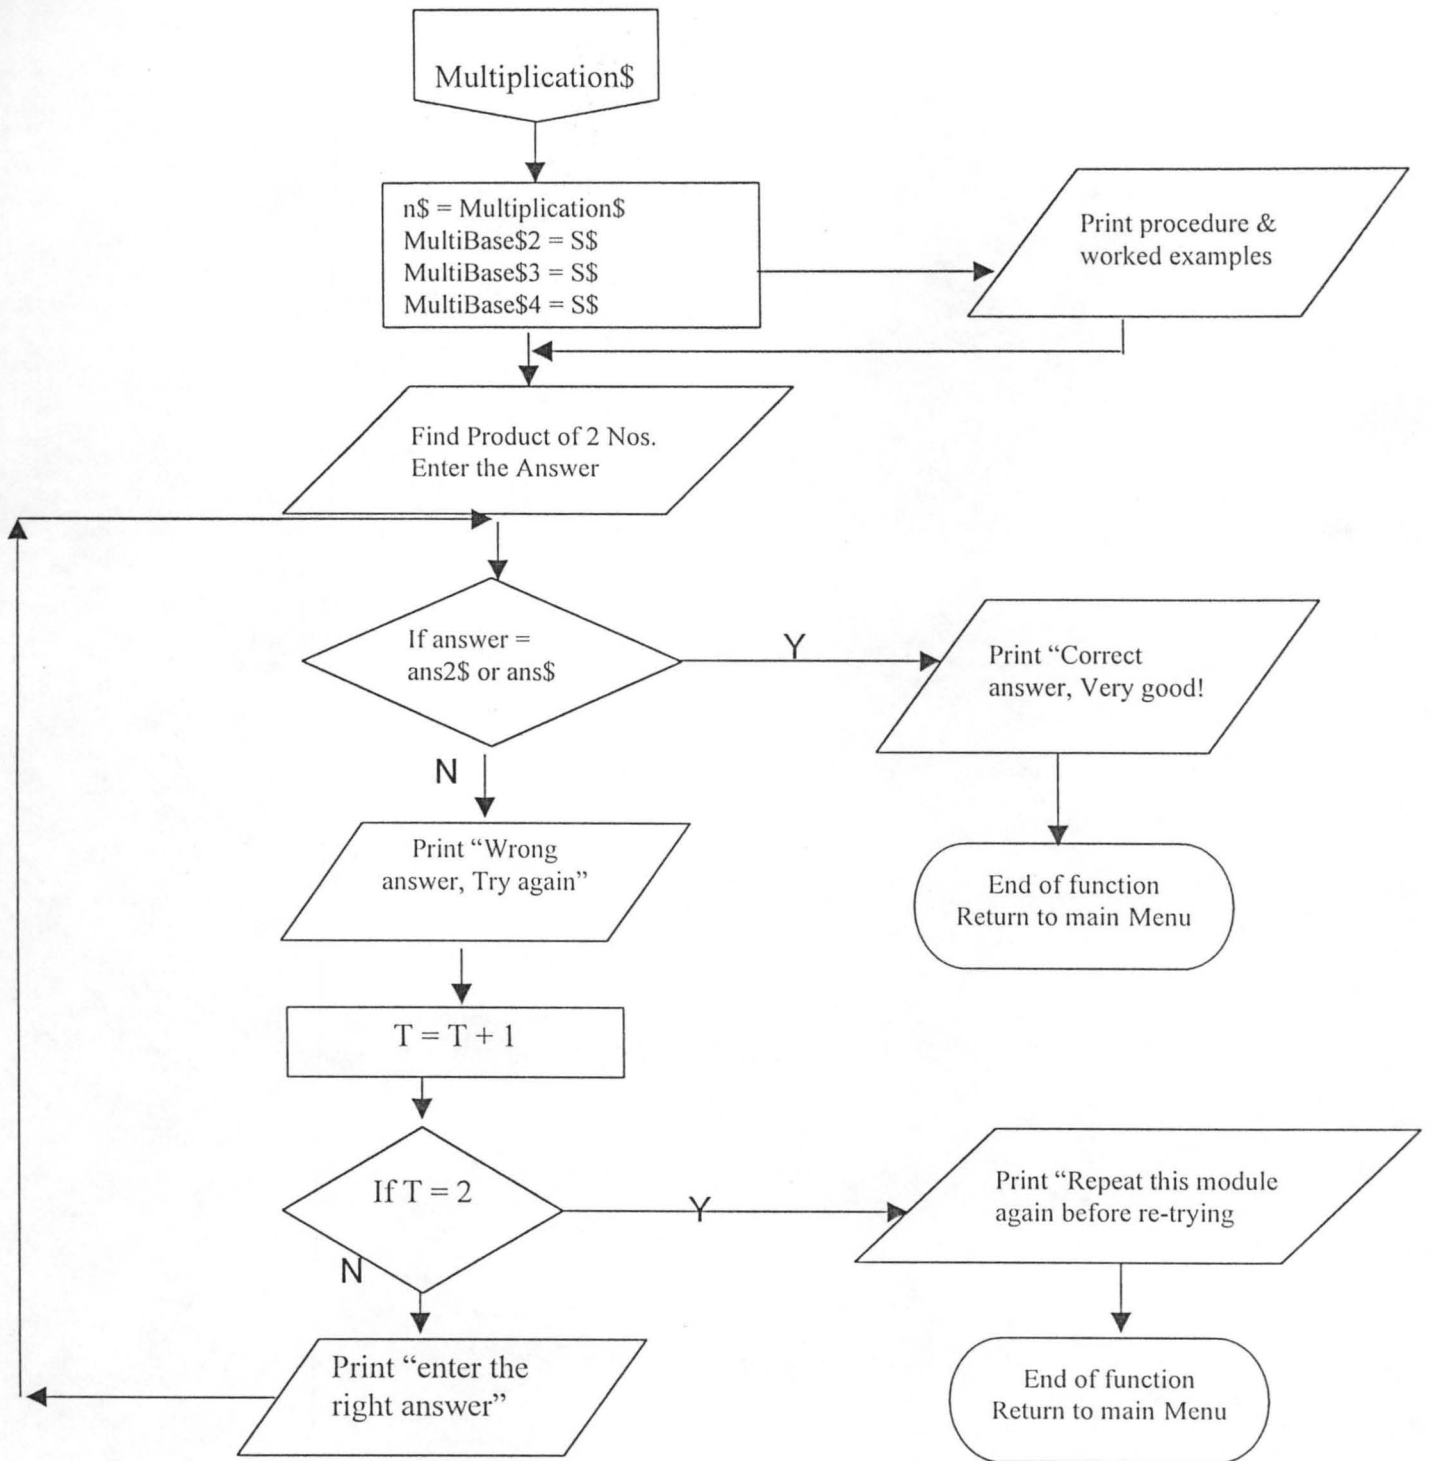 Multiplication$
n$ = Multiplication$
MultiBase$2 = S$
MultiBase$3 = S$
MultiBase$4 = S$
Print procedure &
worked examples
Find Product of 2 Nos.
Enter the Answer
If answer =
ans2$ or ans$
Y
Print “Correct
answer, Very good!
N
Print “Wrong
answer, Try again”
End of function
Return to main Menu
T = T + 1
If T = 2
Y
Print “Repeat this module
again before re-trying
N
Print “enter the
right answer”
End of function
Return to main Menu